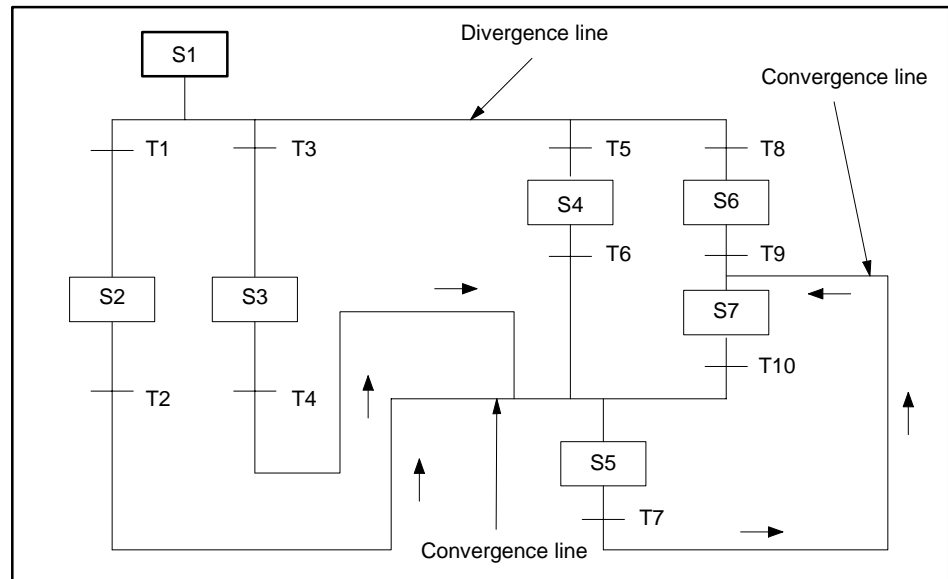 Divergence line
S1
Convergence line
T1
T3
T5
T8
S4
S6
T6
T9
S2
S3
S7
T10
T2
T4
S5
T7
Convergence line